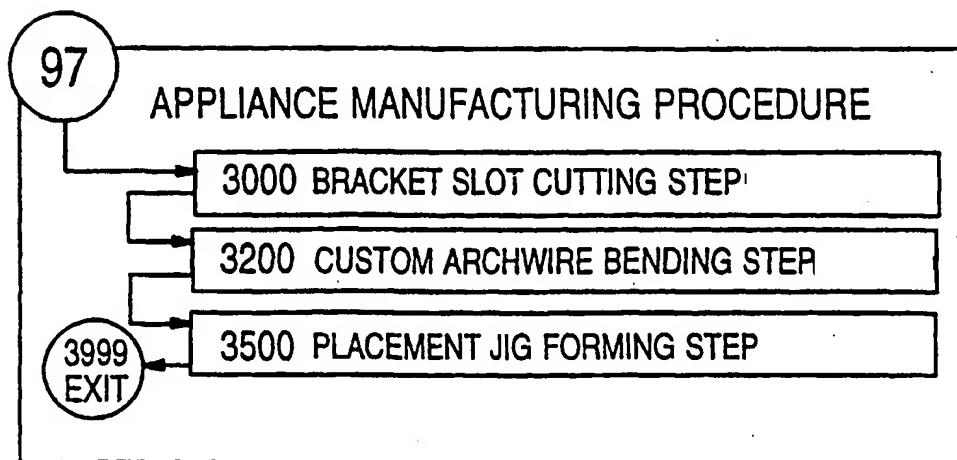 97
APPLIANCE MANUFACTURING PROCEDURE
3000 BRACKET SLOT CUTTING STEP
3200 CUSTOM ARCHWIRE BENDING STEP
3500 PLACEMENT JIG FORMING STEP
3999
EXIT